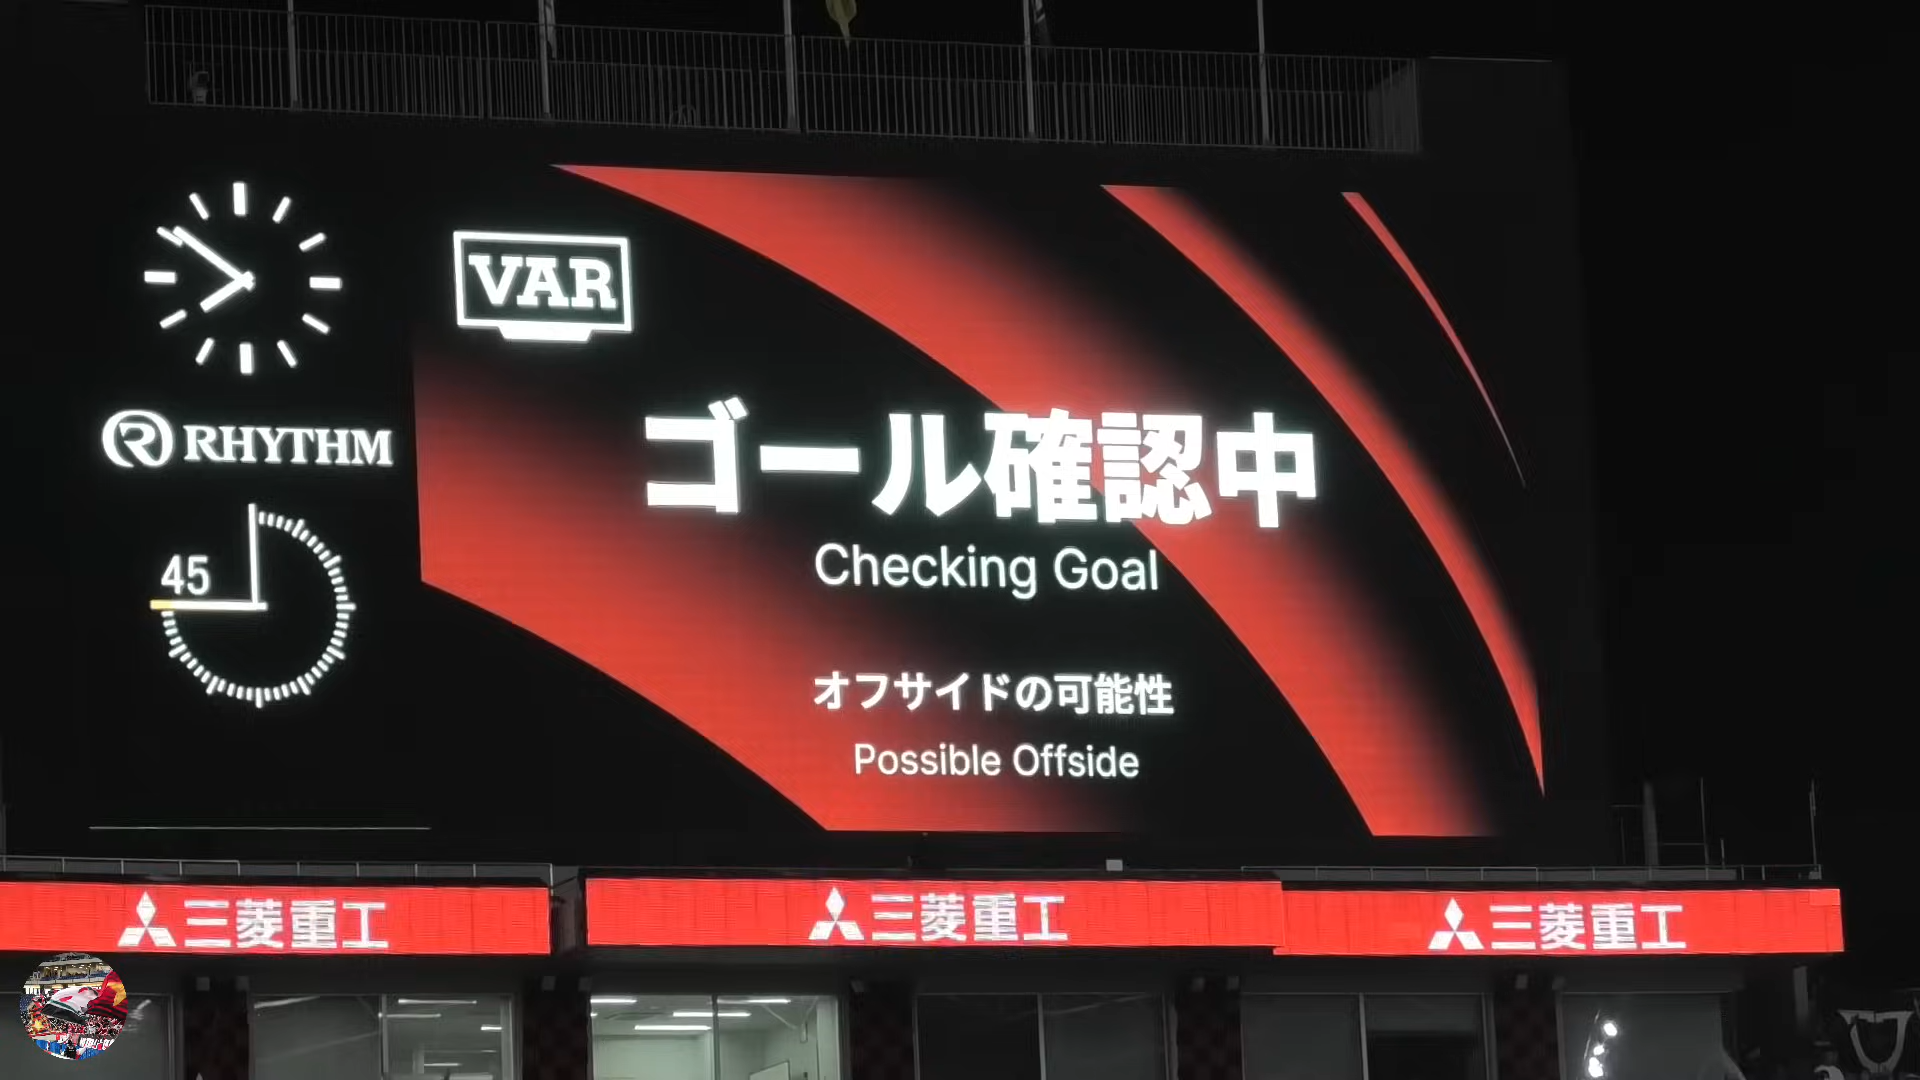 VAR
ゴール確認中
Checking Goal
オフサイドの可能性
Possible Offside
RHYTHM
45
三菱重工
三菱重工
三菱重工